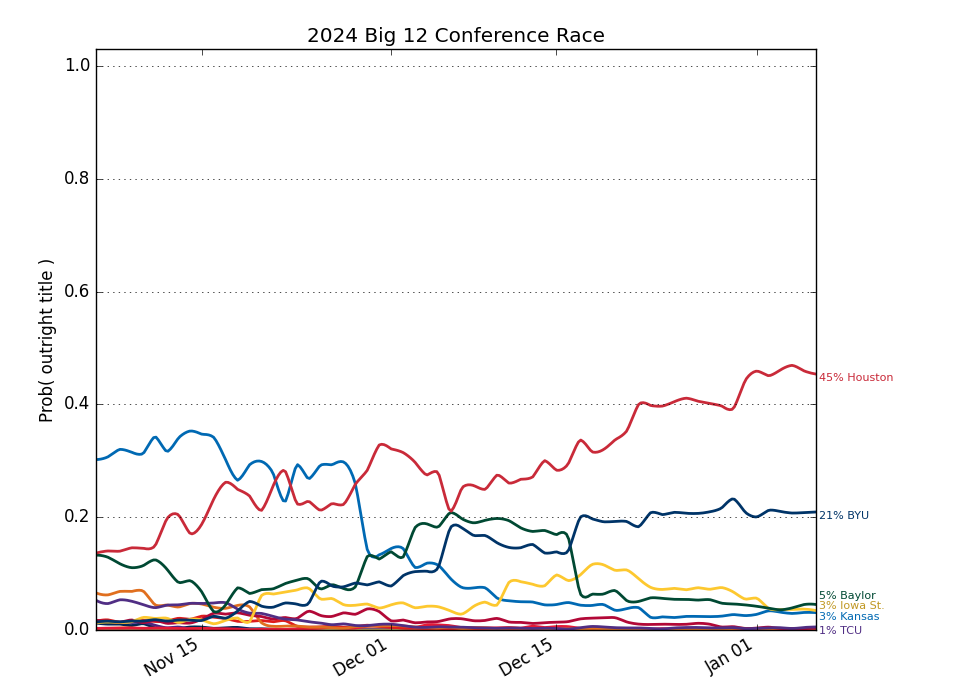 2024 Big 12 Conference Race
Prob( outright title )
1.0
0.8
0.6
0.4
0.2
0.0
Nov 15
Dec 01
Dec 15
Jan 01
45% Houston
21% BYU
5% Baylor
3% Iowa St.
3% Kansas
1% TCU